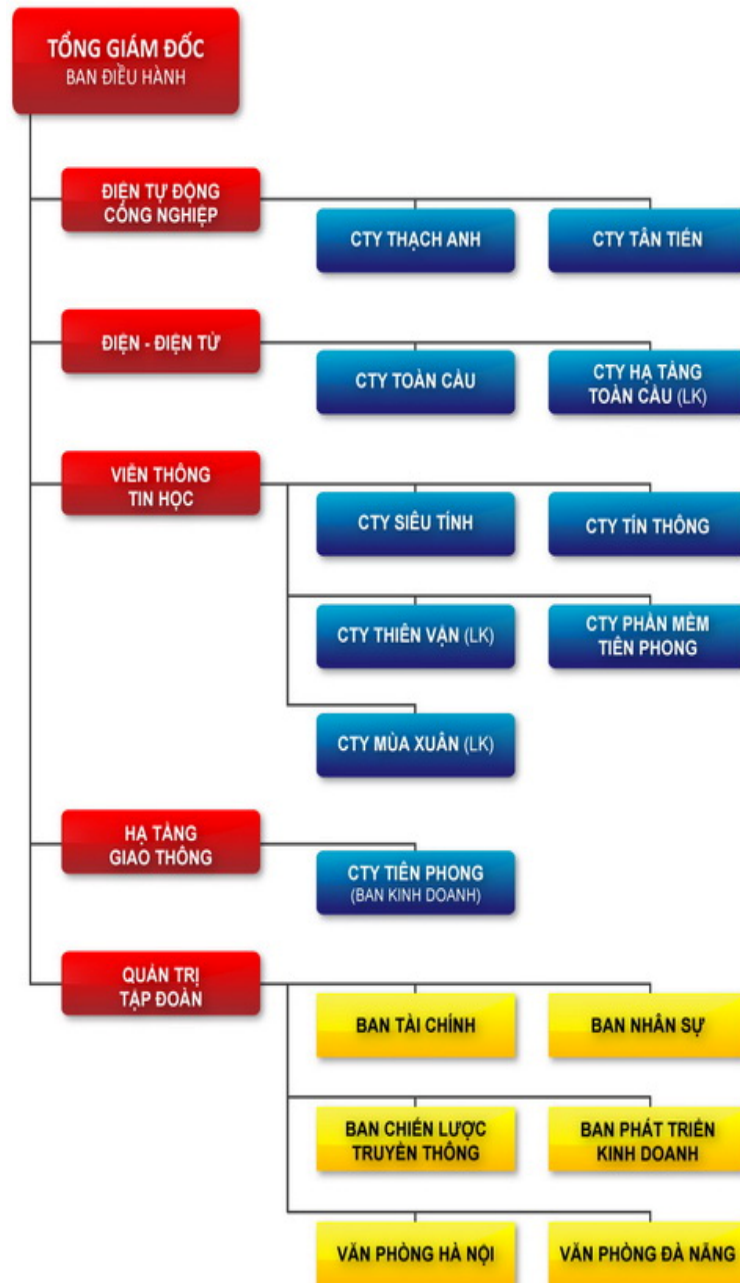 TỔNG GIÁM ĐỐC
BAN ĐIỀU HÀNH
ĐIỆN TỰ ĐỘNG
CÔNG NGHIỆP
CTY THẠCH ANH
CTY TÂN TIẾN
ĐIỆN - ĐIỆN TỬ
CTY TOÀN CẦU
CTY HẠ TẦNG
TOÀN CẦU (LK)
VIỄN THÔNG
TIN HỌC
CTY SIÊU TÍNH
CTY TÍN THÔNG
CTY THIÊN VẬN (LK)
CTY PHẦN MỀM
TIÊN PHONG
CTY MÙA XUÂN (LK)
HẠ TẦNG
GIAO THÔNG
CTY TIÊN PHONG
(BAN KINH DOANH)
QUẢN TRỊ
TẬP ĐOÀN
BAN TÀI CHÍNH
BAN NHÂN SỰ
BAN CHIẾN LƯỢC
TRUYỀN THÔNG
BAN PHÁT TRIỂN
KINH DOANH
VĂN PHÒNG HÀ NỘI
VĂN PHÒNG ĐÀ NẴNG